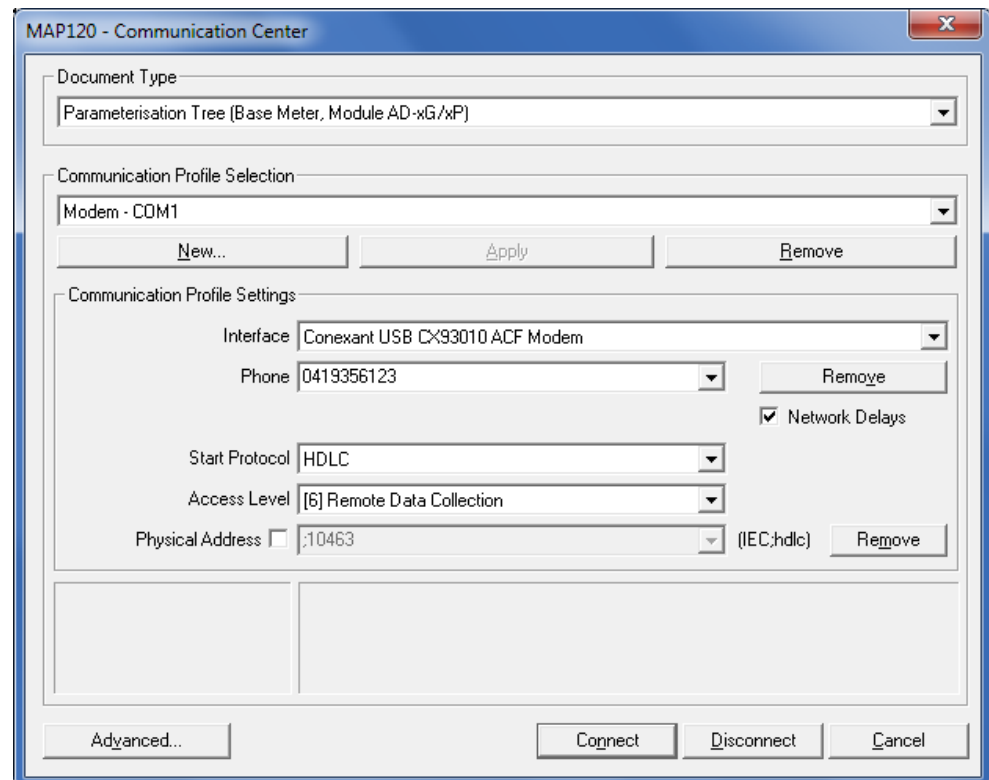 MAP120 - Communication Center
Document Type
Parameterisation Tree (Base Meter, Module AD-xG/xP)
Communication Profile Selection
Modem - COM1
New... Apply Remove
Communication Profile Settings
Interface Conexant USB CX93010 ACF Modem
Phone 0419356123 Remove
Network Delays
Start Protocol HDLC
Access Level [6] Remote Data Collection
Physical Address ;10463 (IEC;hdlc) Remove
Advanced... Connect Disconnect Cancel